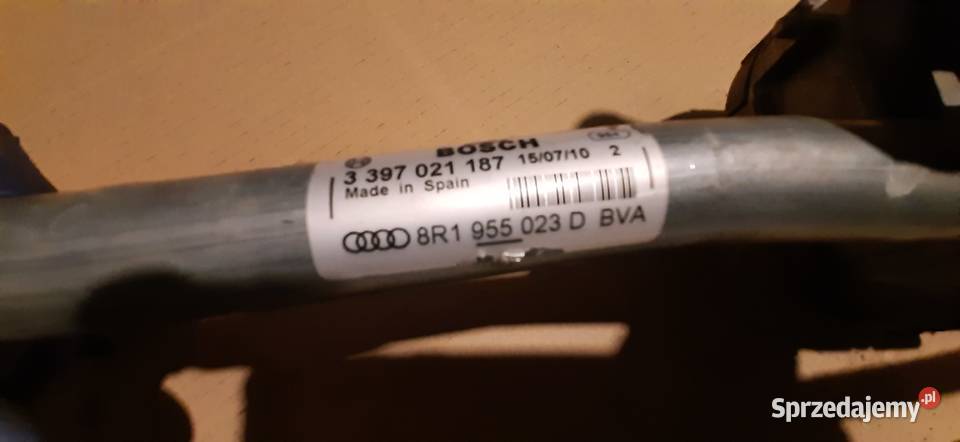 BOSCH
3 397 021 187 15/07/10 2
Made in Spain
8R1 955 023 D BVA
Sprzedajemy.pl